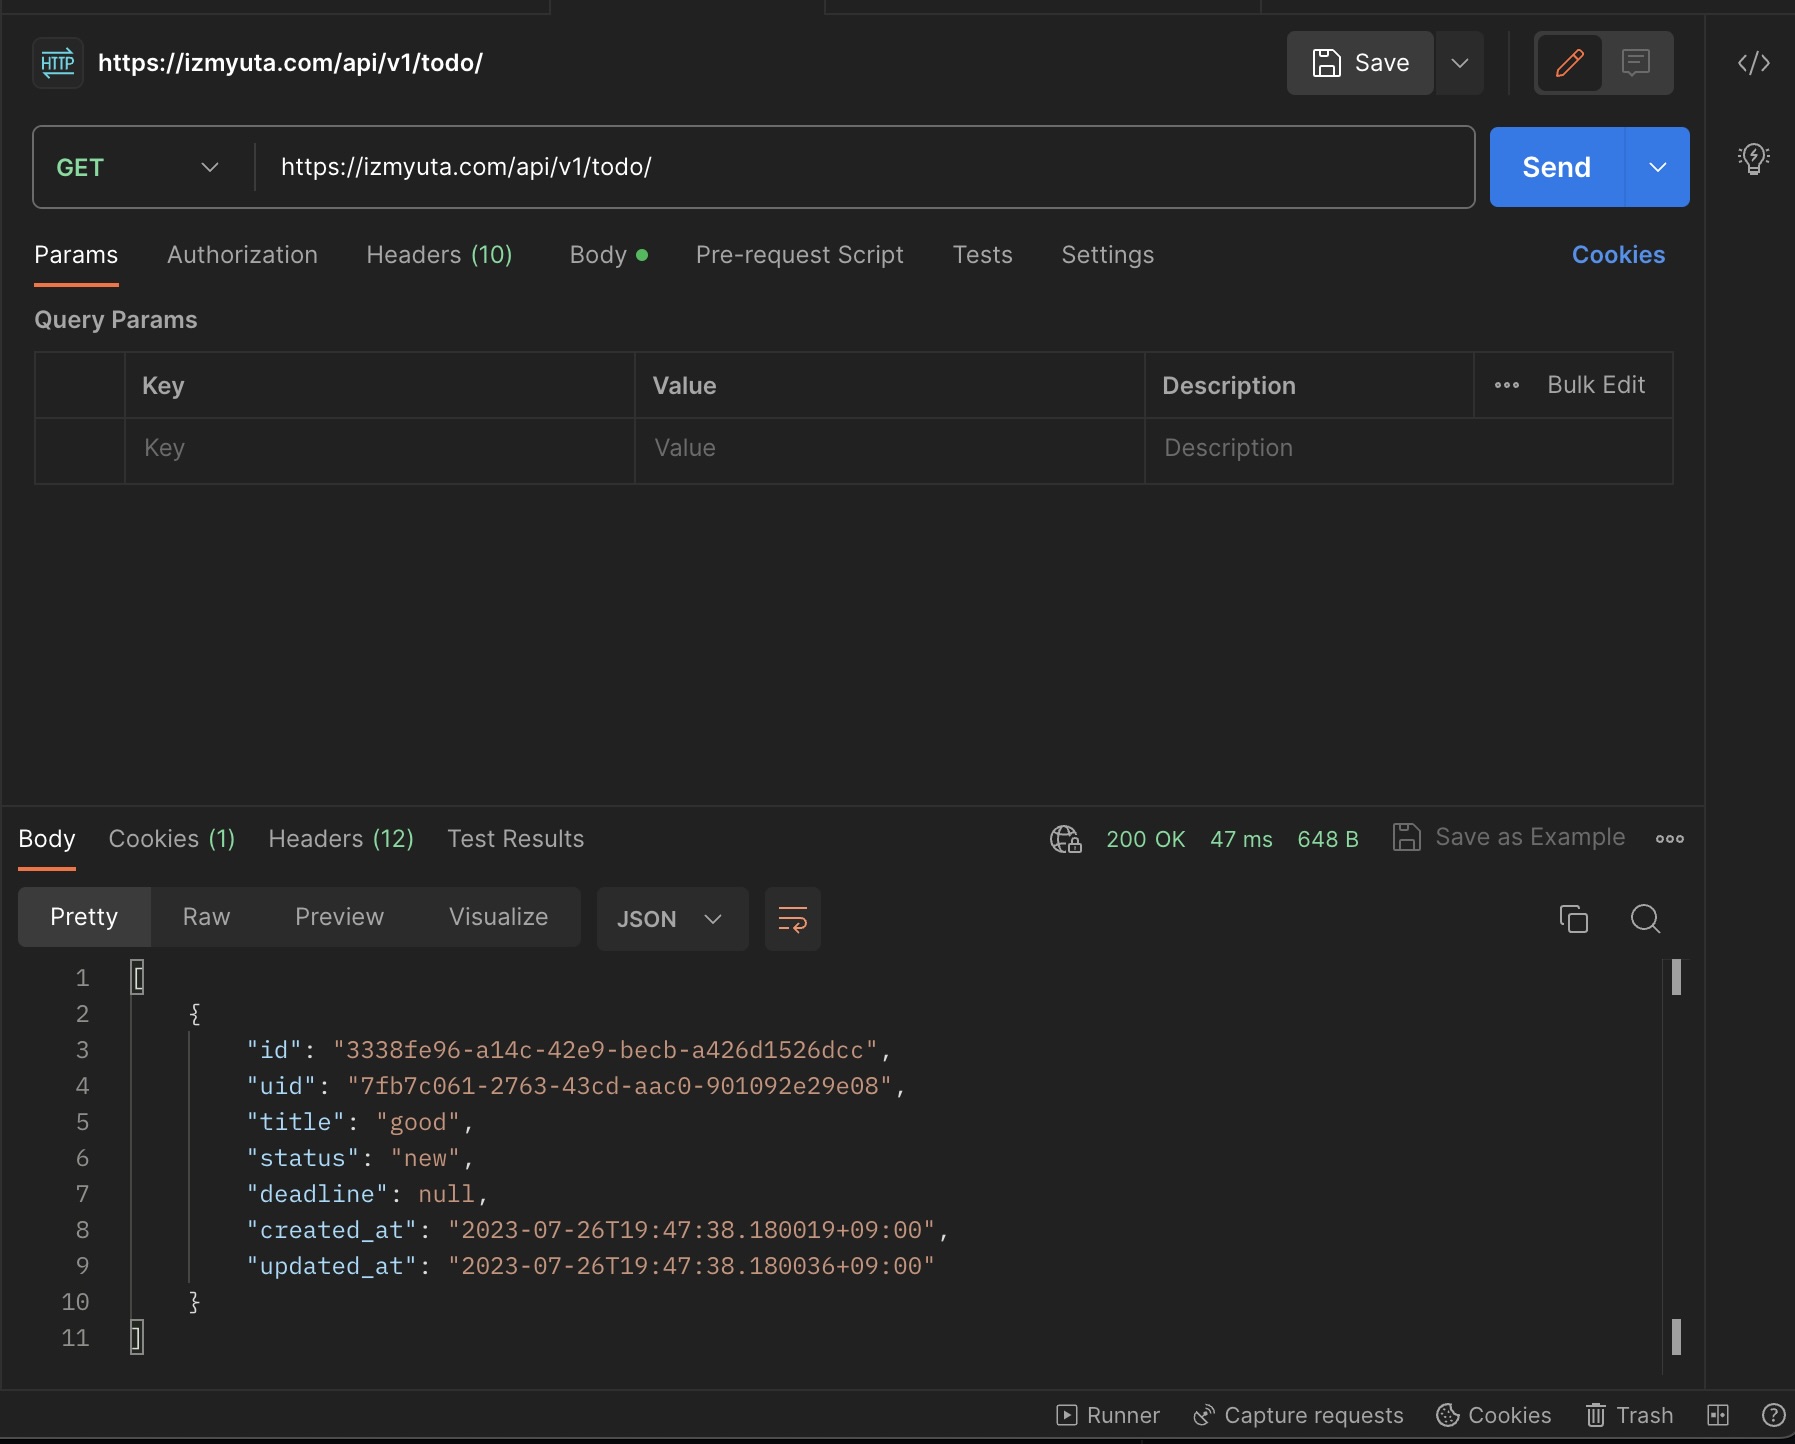 HTTP https://izmyuta.com/api/v1/todo/ Save
GET https://izmyuta.com/api/v1/todo/ Send
Params Authorization Headers (10) Body Pre-request Script Tests Settings Cookies
Query Params
Key Value Description Bulk Edit
Key Value Description
Body Cookies (1) Headers (12) Test Results 200 OK 47 ms 648 B Save as Example
Pretty Raw Preview Visualize JSON
1 [
2 {
3 "id": "3338fe96-a14c-42e9-becb-a426d1526dcc",
4 "uid": "7fb7c061-2763-43cd-aac0-901092e29e08",
5 "title": "good",
6 "status": "new",
7 "deadline": null,
8 "created_at": "2023-07-26T19:47:38.180019+09:00",
9 "updated_at": "2023-07-26T19:47:38.180036+09:00"
10 }
11 ]
Runner Capture requests Cookies Trash